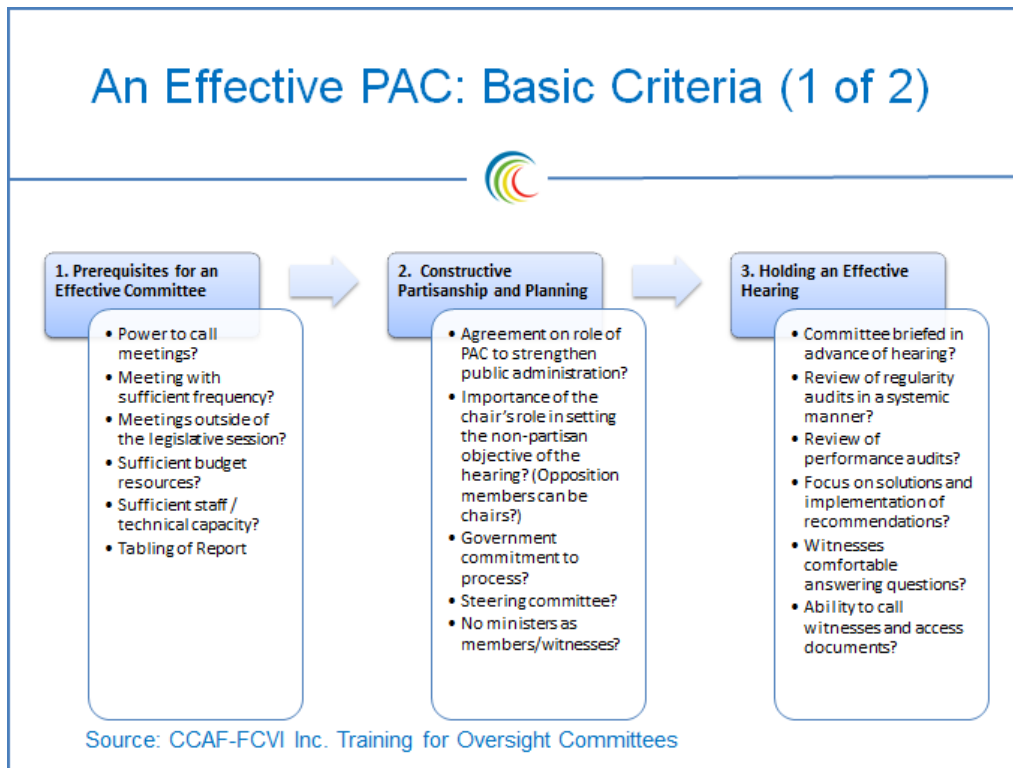 An Effective PAC: Basic Criteria (1 of 2)
1. Prerequisites for an
Effective Committee
• Power to call
meetings?
• Meeting with
sufficient frequency?
• Meetings outside of
the legislative session?
• Sufficient budget
resources?
• Sufficient staff /
technical capacity?
• Tabling of Report
2. Constructive
Partisanship and Planning
• Agreement on role of
PAC to strengthen
public administration?
• Importance of the
chair's role in setting
the non-partisan
objective of the
hearing? (Opposition
members can be
chairs?)
• Government
commitment to
process?
• Steering committee?
• No ministers as
members/witnesses?
3. Holding an Effective
Hearing
• Committee briefed in
advance of hearing?
• Review of regularity
audits in a systemic
manner?
• Review of
performance audits?
• Focus on solutions and
implementation of
recommendations?
• Witnesses
comfortable
answering questions?
• Ability to call
witnesses and access
documents?
Source: CCAF-FCVI Inc. Training for Oversight Committees